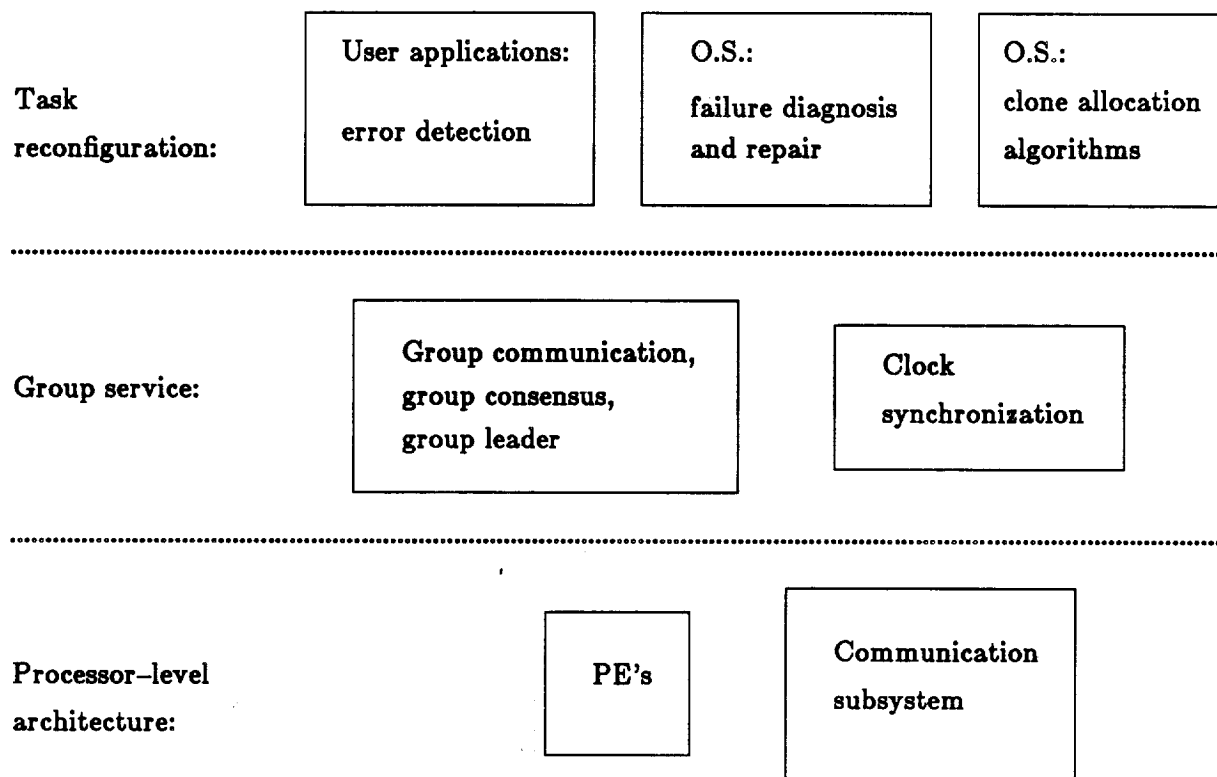 Task
reconfiguration:
User applications:
error detection
O.S.:
failure diagnosis
and repair
O.S.:
clone allocation
algorithms
Group service:
Group communication,
group consensus,
group leader
Clock
synchronization
Processor–level
architecture:
PE's
Communication
subsystem